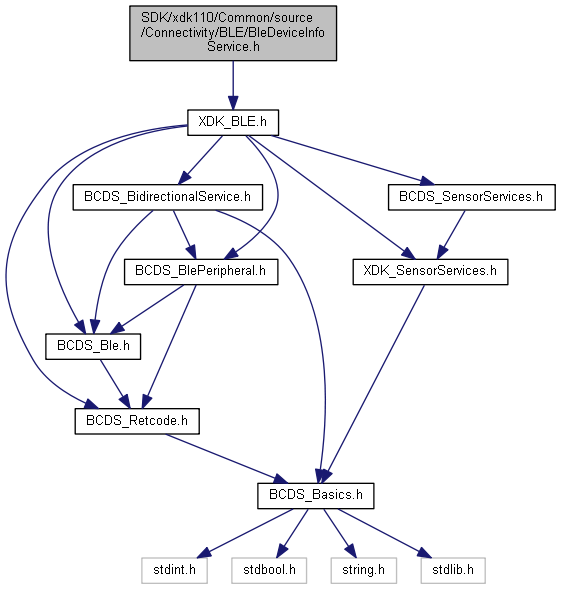 SDK/xdk110/Common/source
/Connectivity/BLE/BleDeviceInfo
Service.h
XDK_BLE.h
BCDS_BidirectionalService.h
BCDS_SensorServices.h
BCDS_BlePeripheral.h
XDK_SensorServices.h
BCDS_Ble.h
BCDS_Retcode.h
BCDS_Basics.h
stdint.h
stdbool.h
string.h
stdlib.h